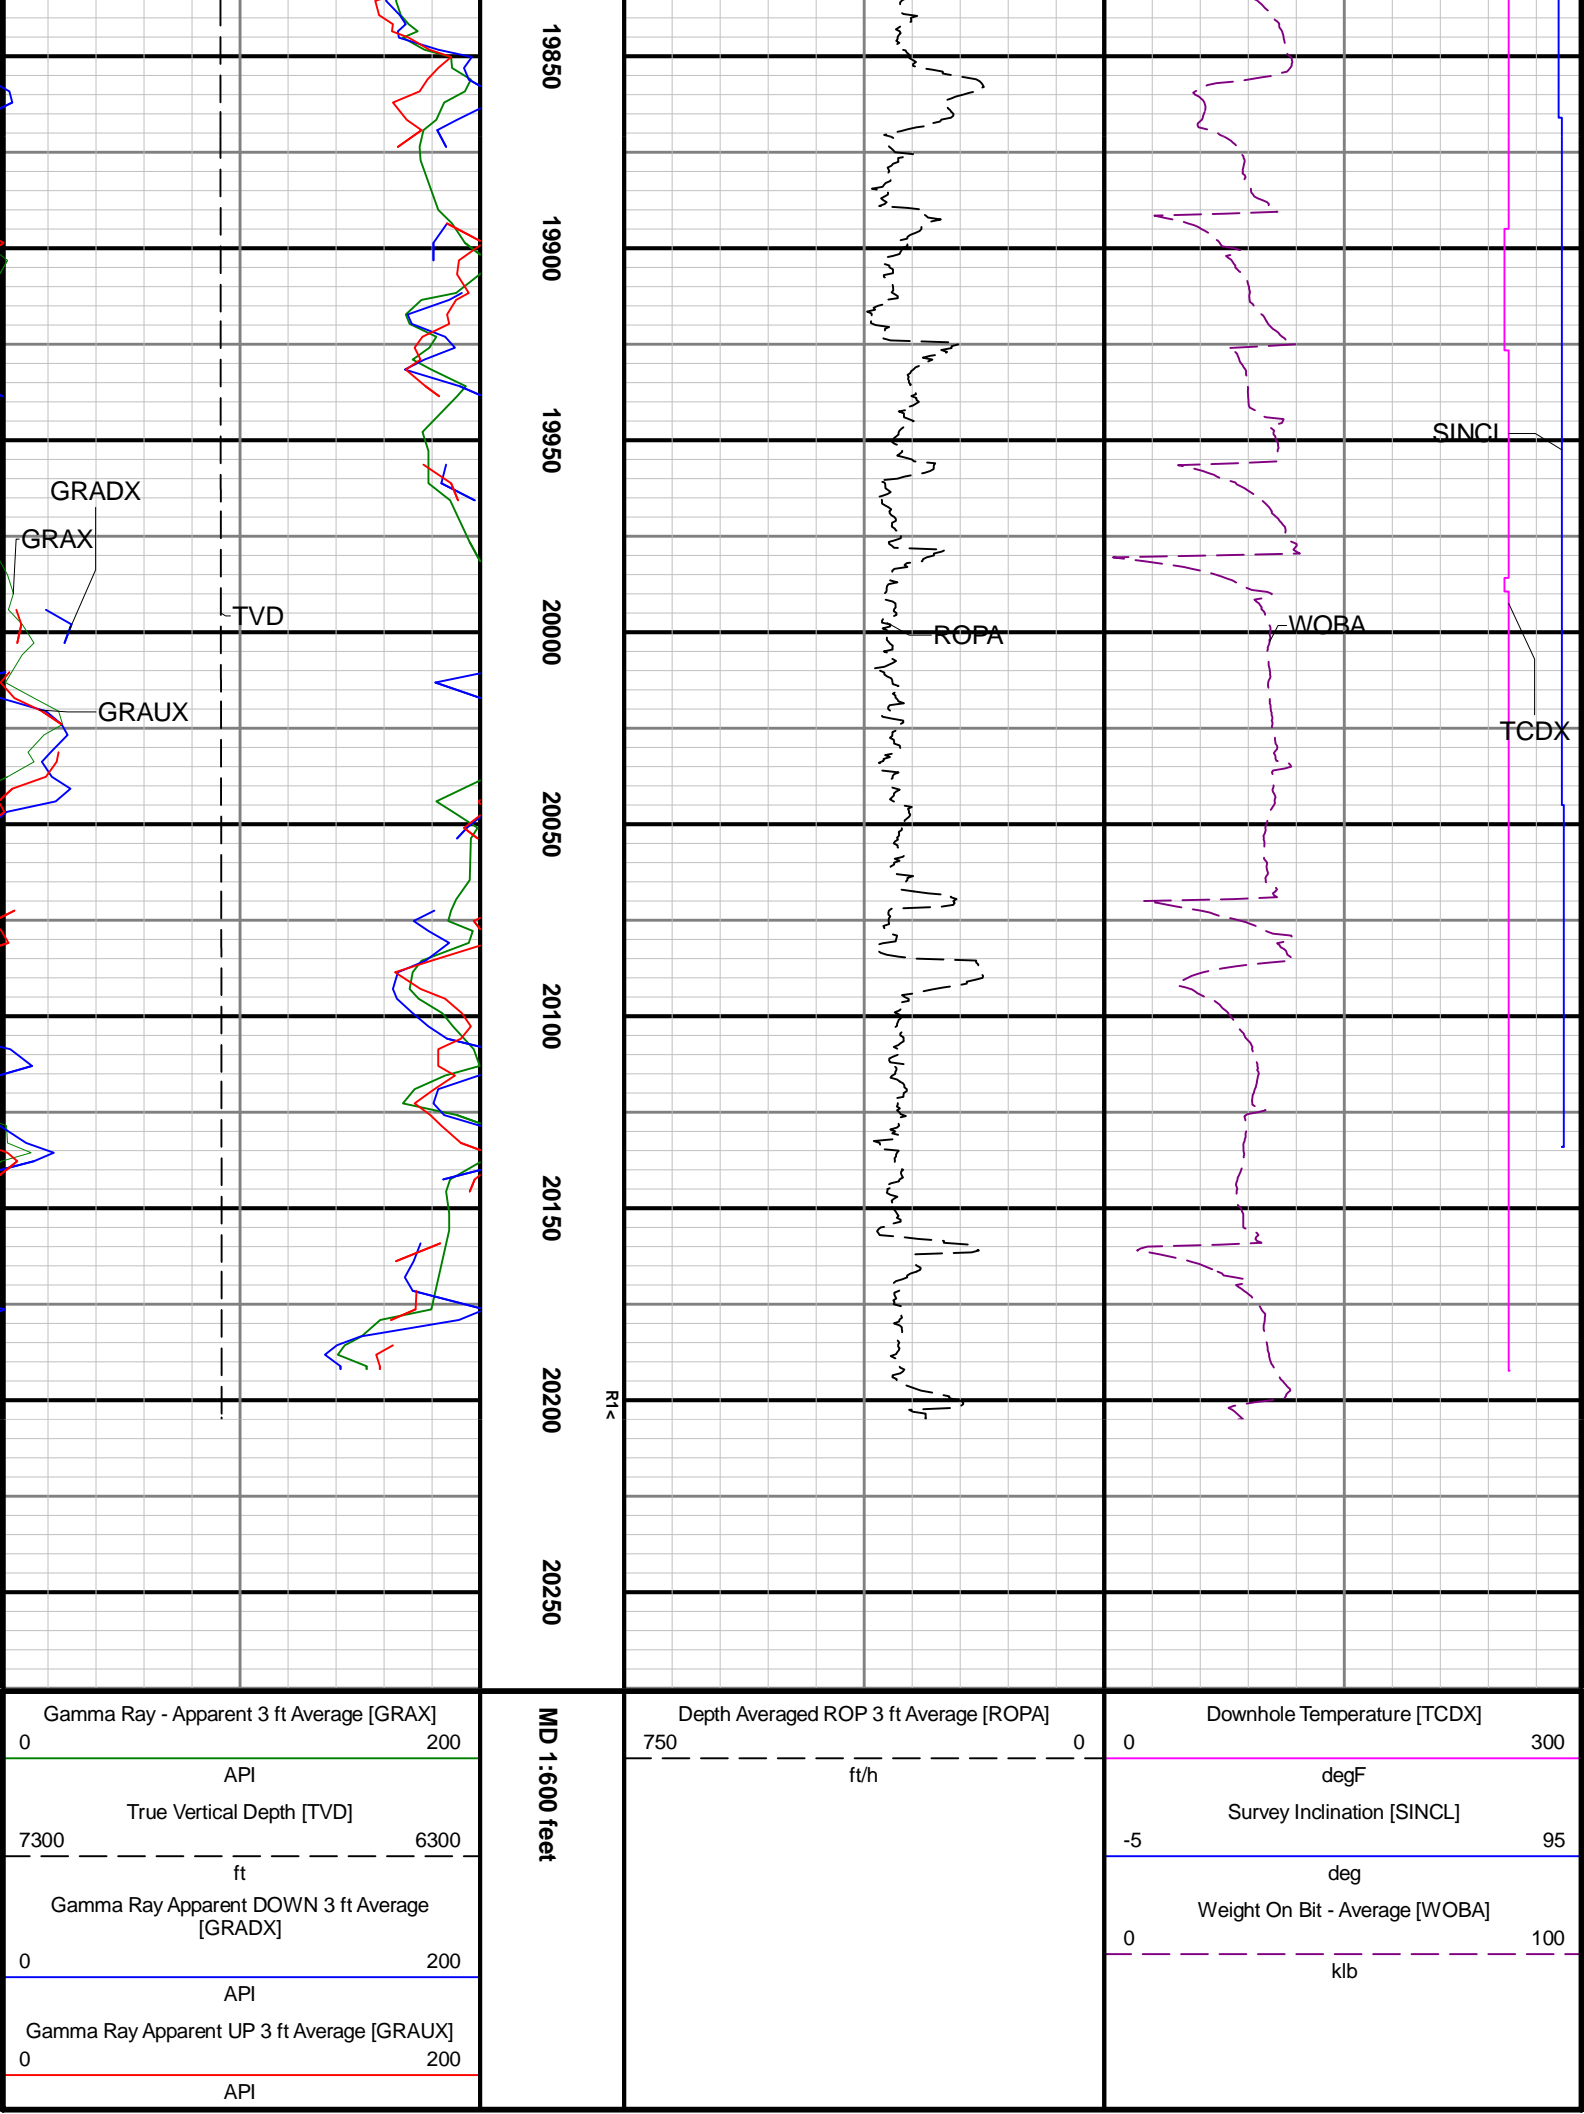 19850
19900
19950
SINCL
GRADX
GRAX
TVD
20000
ROPA
WOBA
GRAUX
TCDX
20050
20100
20150
20200
R1<
20250
Gamma Ray - Apparent 3 ft Average [GRAX]
0 200
API
True Vertical Depth [TVD]
7300 6300
ft
Gamma Ray Apparent DOWN 3 ft Average
[GRADX]
0 200
API
Gamma Ray Apparent UP 3 ft Average [GRAUX]
0 200
API
MD 1:600 feet
Depth Averaged ROP 3 ft Average [ROPA]
750 0
ft/h
Downhole Temperature [TCDX]
0 300
degF
Survey Inclination [SINCL]
-5 95
deg
Weight On Bit - Average [WOBA]
0 100
klb